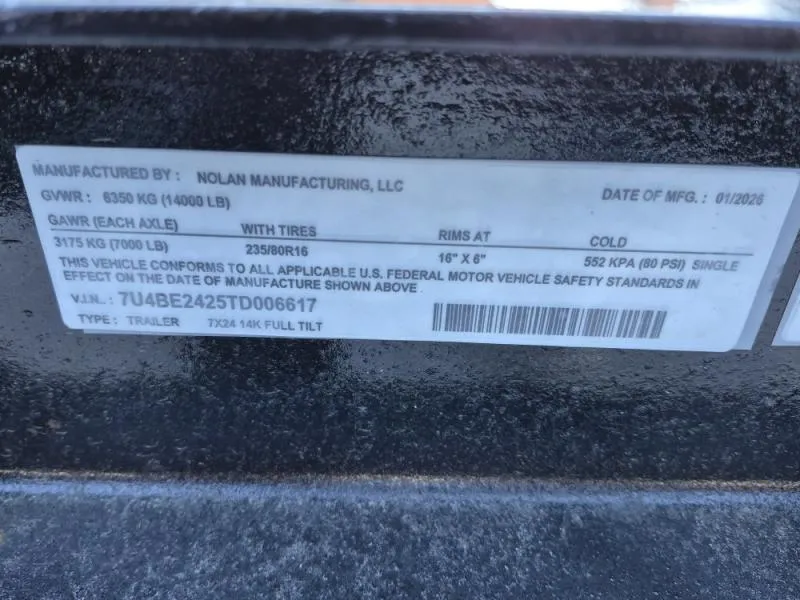 MANUFACTURED BY : NOLAN MANUFACTURING, LLC DATE OF MFG. : 01/2026
GVWR : 6350 KG (14000 LB)
GAWR (EACH AXLE) WITH TIRES RIMS AT COLD
3175 KG (7000 LB) 235/80R16 16" X 6" 552 KPA (80 PSI) SINGLE
THIS VEHICLE CONFORMS TO ALL APPLICABLE U.S. FEDERAL MOTOR VEHICLE SAFETY STANDARDS IN
EFFECT ON THE DATE OF MANUFACTURE SHOWN ABOVE
V.I.N.. : 7U4BE2425TD006617
TYPE : TRAILER 7X24 14K FULL TILT